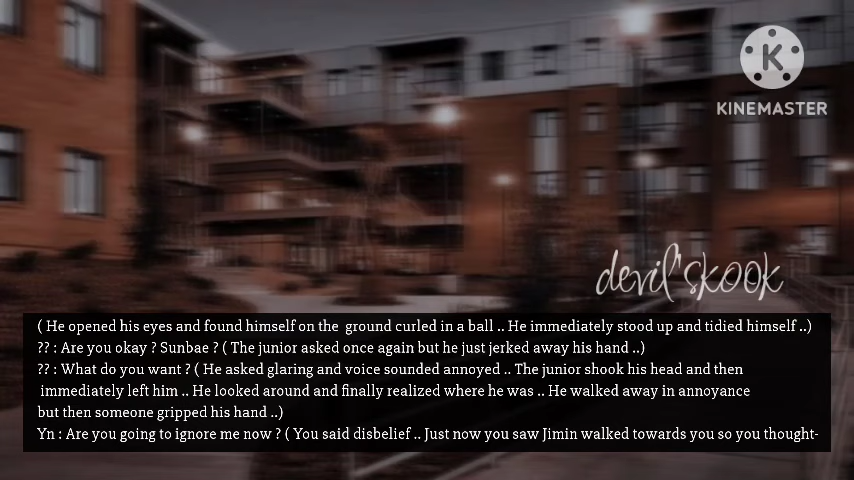 KINEMASTER
devil'skook
( He opened his eyes and found himself on the ground curled in a ball .. He immediately stood up and tidied himself ..)
?? : Are you okay ? Sunbae ? ( The junior asked once again but he just jerked away his hand ..)
?? : What do you want ? ( He asked glaring and voice sounded annoyed .. The junior shook his head and then
immediately left him .. He looked around and finally realized where he was .. He walked away in annoyance
but then someone gripped his hand ..)
Yn : Are you going to ignore me now ? ( You said disbelief .. Just now you saw Jimin walked towards you so you thought-